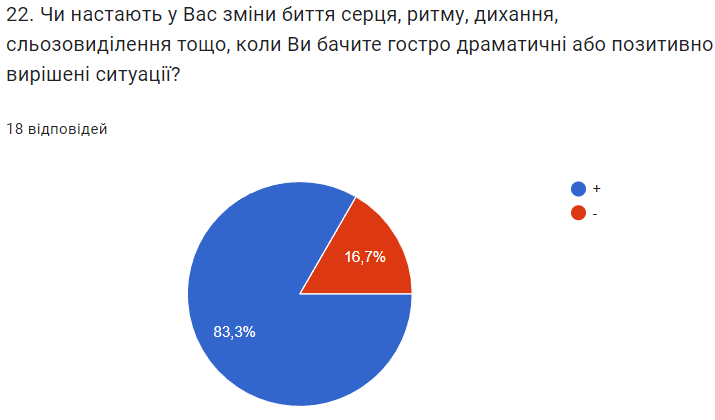 22. Чи настають у Вас зміни биття серця, ритму, дихання,
сльозовиділення тощо, коли Ви бачите гостро драматичні або позитивно
вирішені ситуації?
18 відповідей
+
-
16,7%
83,3%